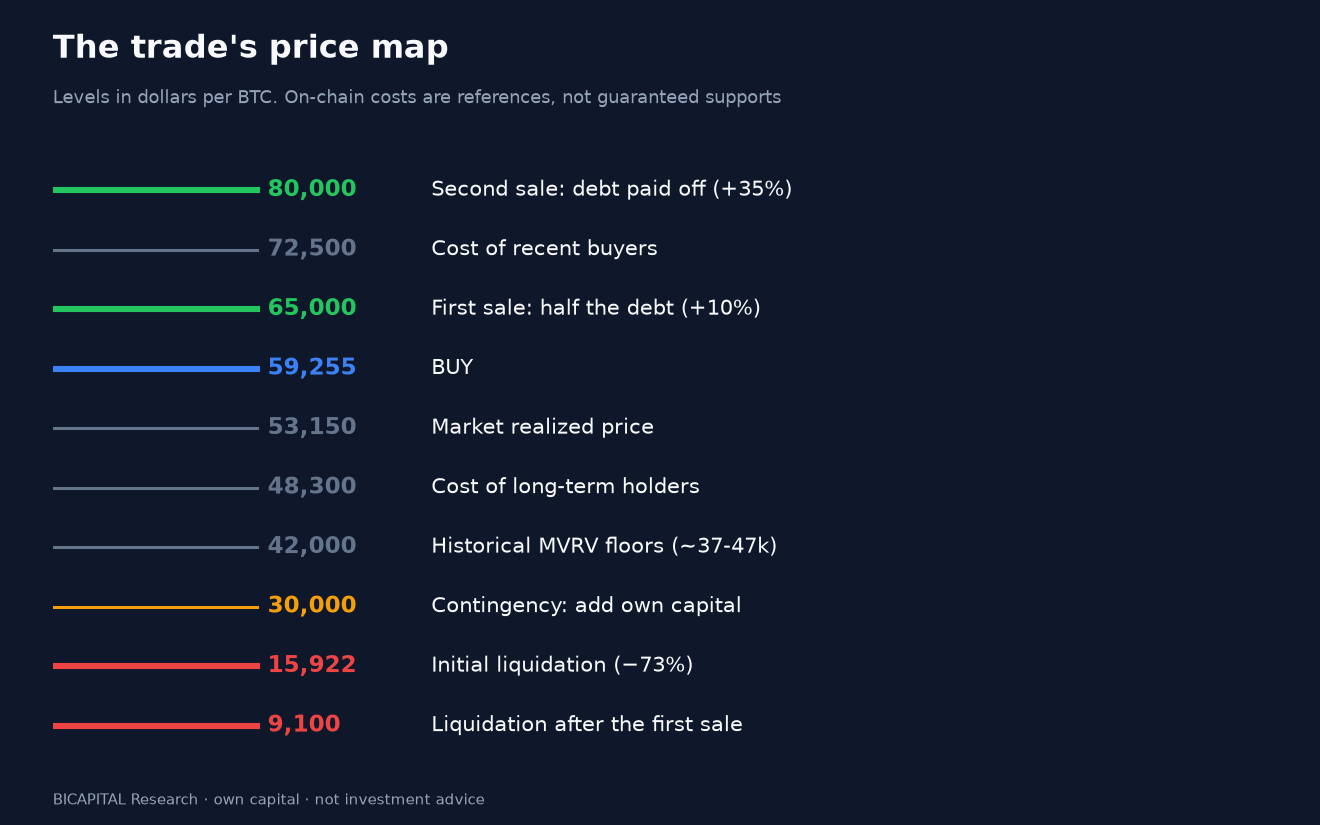 The trade's price map
Levels in dollars per BTC. On-chain costs are references, not guaranteed supports
80,000 Second sale: debt paid off (+35%)
72,500 Cost of recent buyers
65,000 First sale: half the debt (+10%)
59,255 BUY
53,150 Market realized price
48,300 Cost of long-term holders
42,000 Historical MVRV floors (~37-47k)
30,000 Contingency: add own capital
15,922 Initial liquidation (−73%)
9,100 Liquidation after the first sale
BICAPITAL Research · own capital · not investment advice